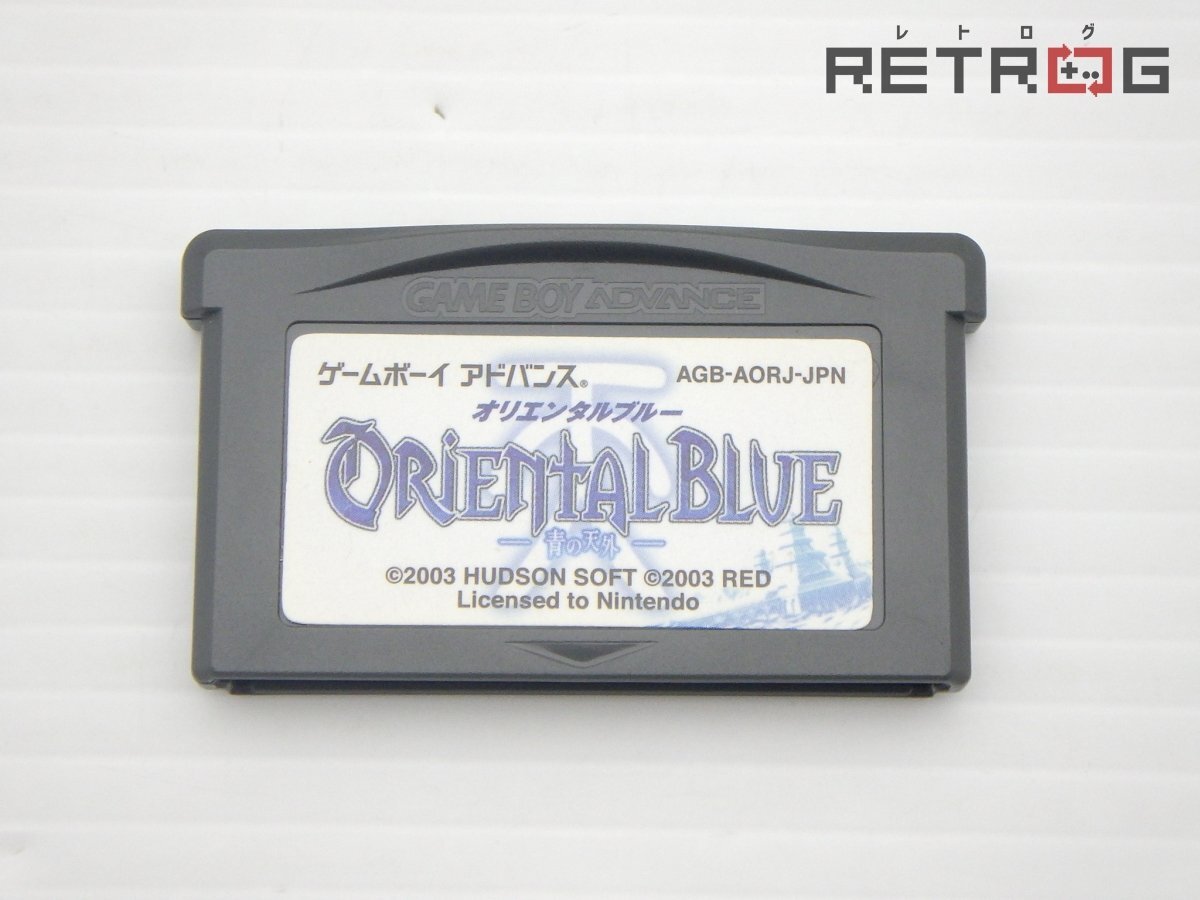 レトログ
RETROG
GAME BOY ADVANCE
ゲームボーイ アドバンス® AGB-AORJ-JPN
オリエンタルブルー
ORIENTAL BLUE
— 青の天外 —
©2003 HUDSON SOFT ©2003 RED
Licensed to Nintendo